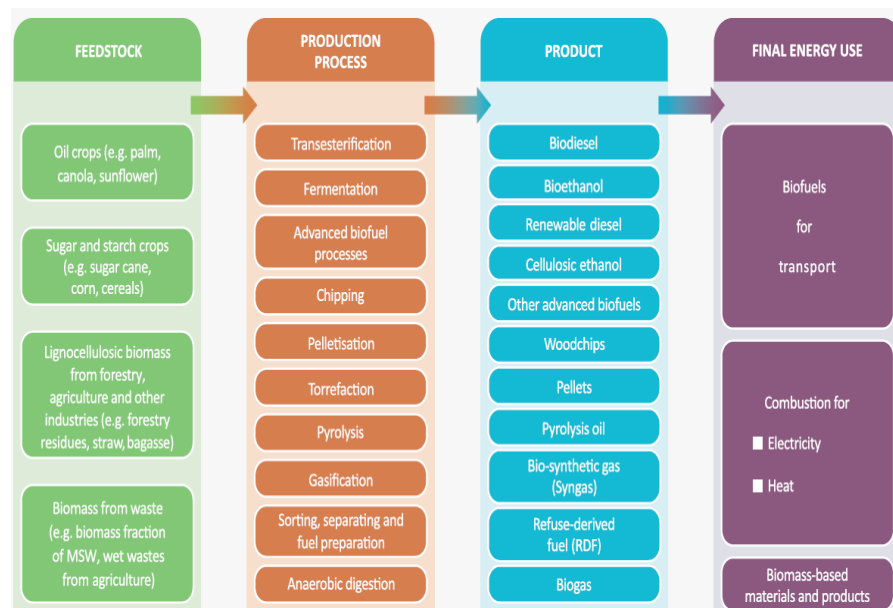 FEEDSTOCK
Oil crops (e.g. palm,
canola, sunflower)
Sugar and starch crops
(e.g. sugar cane,
corn, cereals)
Lignocellulosic biomass
from forestry,
agriculture and other
industries (e.g. forestry
residues, straw, bagasse)
Biomass from waste
(e.g. biomass fraction
of MSW, wet wastes
from agriculture)
PRODUCTION
PROCESS
Transesterification
Fermentation
Advanced biofuel
processes
Chipping
Pelletisation
Torrefaction
Pyrolysis
Gasification
Sorting, separating and
fuel preparation
Anaerobic digestion
PRODUCT
Biodiesel
Bioethanol
Renewable diesel
Cellulosic ethanol
Other advanced biofuels
Woodchips
Pellets
Pyrolysis oil
Bio-synthetic gas
(Syngas)
Refuse-derived
fuel (RDF)
Biogas
FINAL ENERGY USE
Biofuels
for
transport
Combustion for
Electricity
Heat
Biomass-based
materials and products